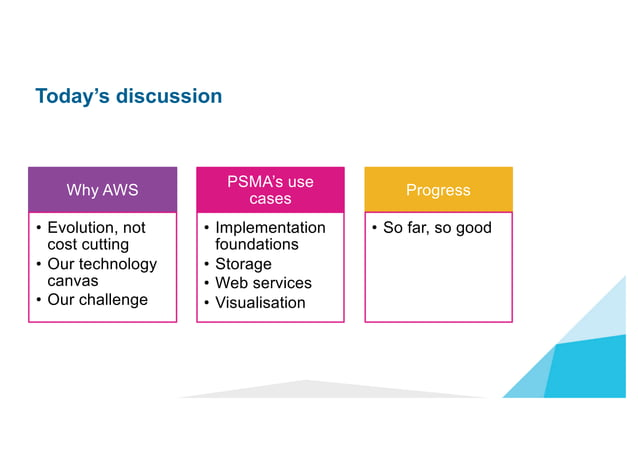 Today’s discussion
Why AWS
• Evolution, not
cost cutting
• Our technology
canvas
• Our challenge
PSMA’s use
cases
• Implementation
foundations
• Storage
• Web services
• Visualisation
Progress
• So far, so good